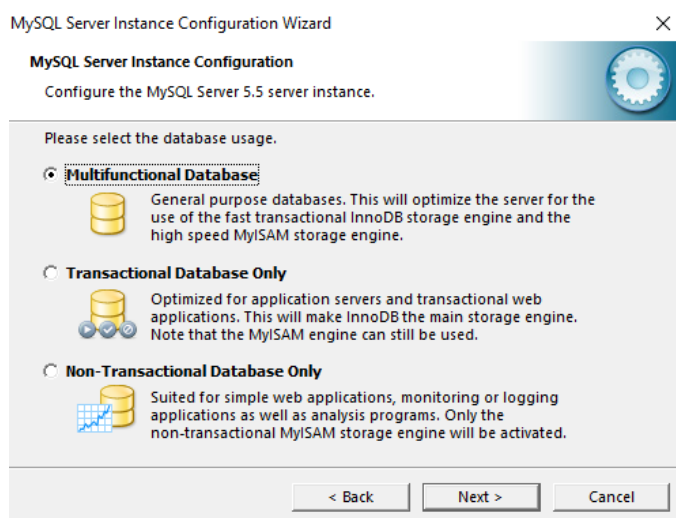 MySQL Server Instance Configuration Wizard
MySQL Server Instance Configuration
Configure the MySQL Server 5.5 server instance.
Please select the database usage.
Multifunctional Database
General purpose databases. This will optimize the server for the
use of the fast transactional InnoDB storage engine and the
high speed MyISAM storage engine.
Transactional Database Only
Optimized for application servers and transactional web
applications. This will make InnoDB the main storage engine.
Note that the MyISAM engine can still be used.
Non-Transactional Database Only
Suited for simple web applications, monitoring or logging
applications as well as analysis programs. Only the
non-transactional MyISAM storage engine will be activated.
< Back Next > Cancel